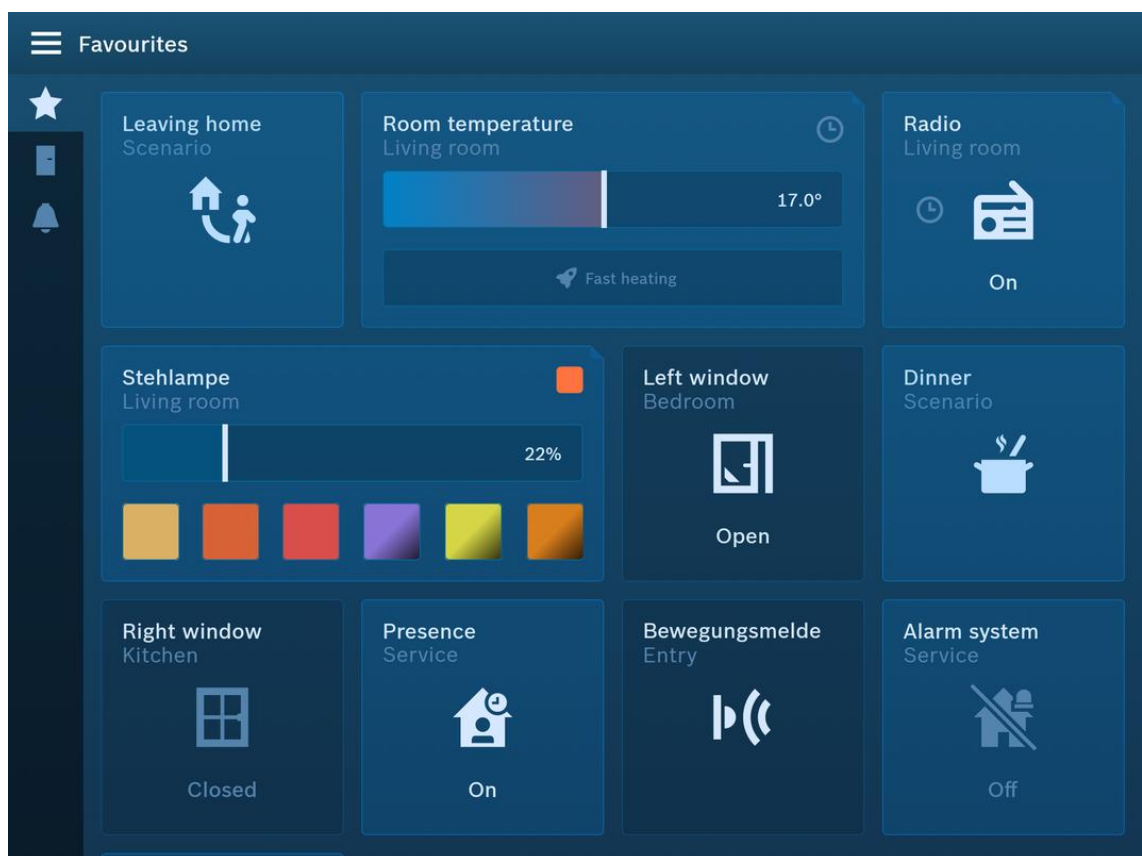 Favourites
Leaving home
Scenario
Room temperature
Living room
17.0°
Fast heating
Radio
Living room
On
Stehlampe
Living room
22%
Left window
Bedroom
Open
Dinner
Scenario
Right window
Kitchen
Closed
Presence
Service
On
Bewegungsmelde
Entry
Alarm system
Service
Off